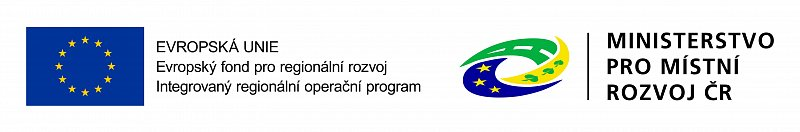 EVROPSKÁ UNIE
Evropský fond pro regionální rozvoj
Integrovaný regionální operační program
MINISTERSTVO
PRO MÍSTNÍ
ROZVOJ ČR